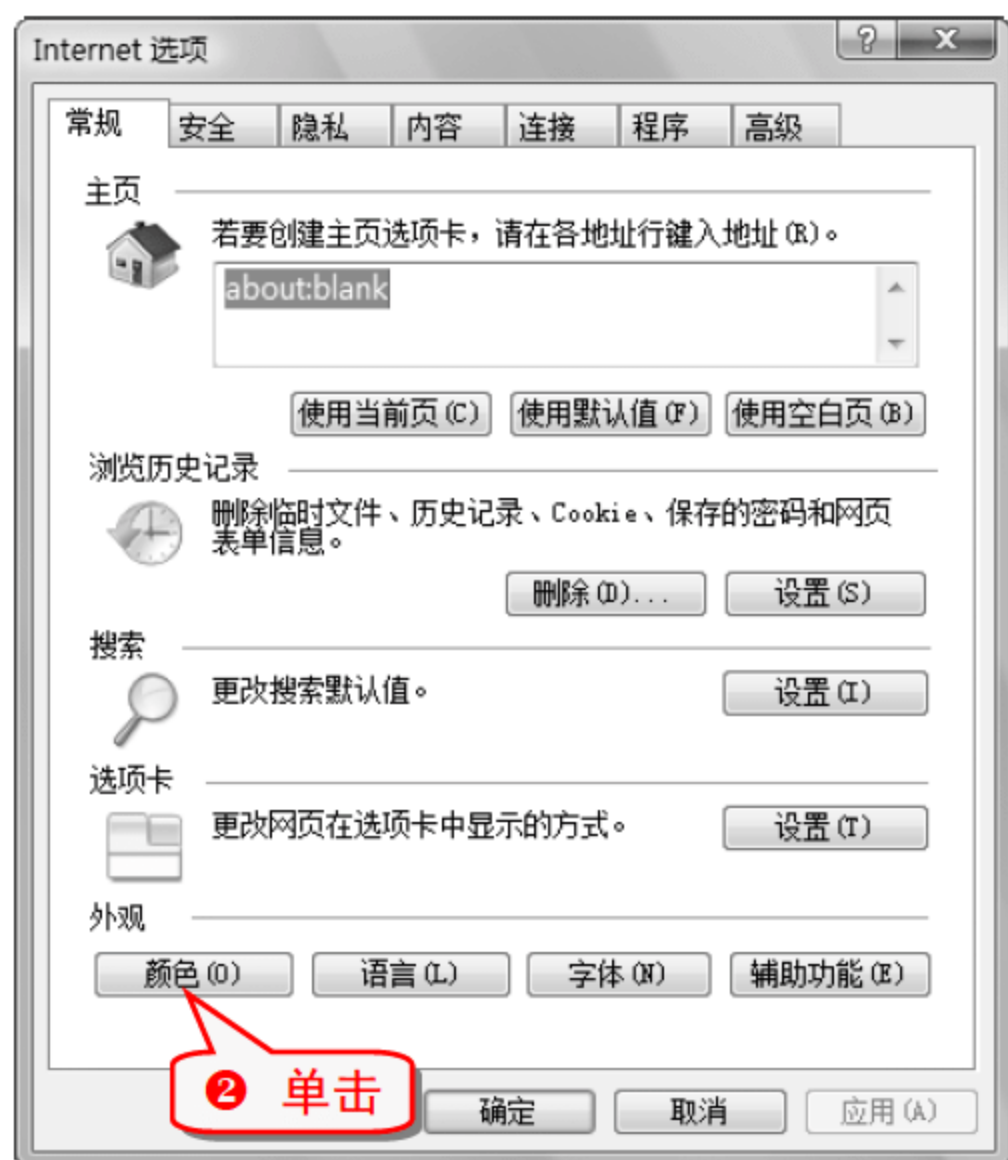 Internet 选项
? x
常规 安全 隐私 内容 连接 程序 高级
主页
若要创建主页选项卡，请在各地址行键入地址(R)。
about:blank
使用当前页(C) 使用默认值(F) 使用空白页(B)
浏览历史记录
删除临时文件、历史记录、Cookie、保存的密码和网页
表单信息。
删除(D)... 设置(S)
搜索
更改搜索默认值。 设置(I)
选项卡
更改网页在选项卡中显示的方式。 设置(T)
外观
颜色(O) 语言(L) 字体(N) 辅助功能(E)
❷ 单击
确定 取消 应用(A)